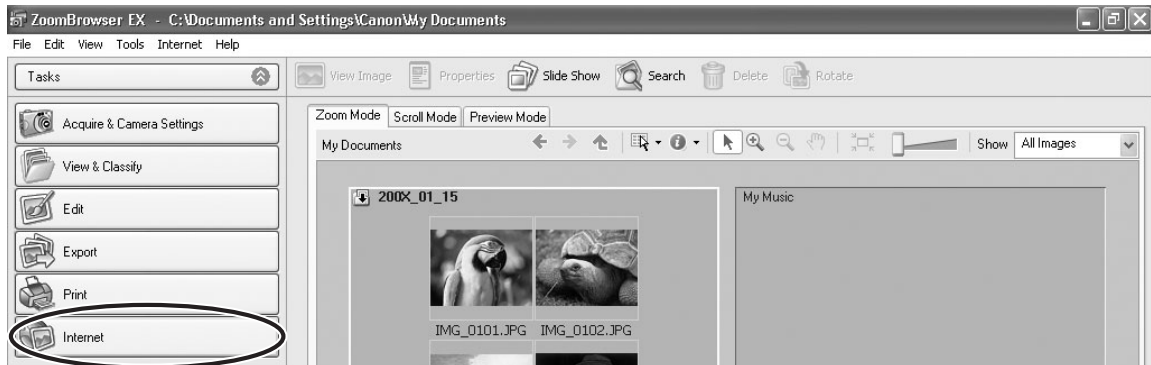 ZoomBrowser EX - C:\Documents and Settings\Canon\My Documents
File Edit View Tools Internet Help
Tasks
View Image Properties Slide Show Search Delete Rotate
Acquire & Camera Settings
View & Classify
Edit
Export
Print
Internet
Zoom Mode Scroll Mode Preview Mode
My Documents
Show All Images
200X_01_15
My Music
IMG_0101.JPG IMG_0102.JPG